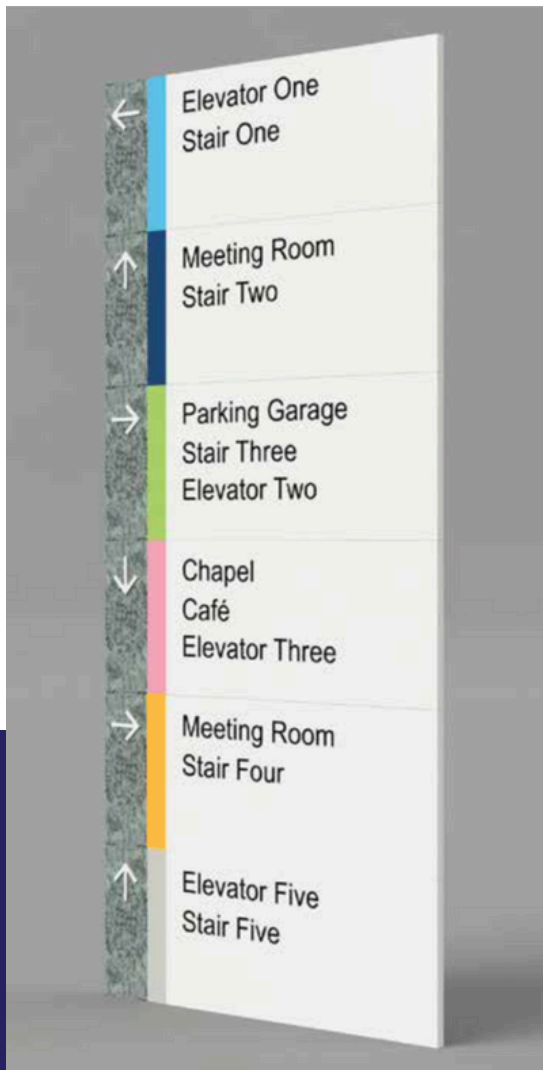 Elevator One
Stair One
Meeting Room
Stair Two
Parking Garage
Stair Three
Elevator Two
Chapel
Café
Elevator Three
Meeting Room
Stair Four
Elevator Five
Stair Five